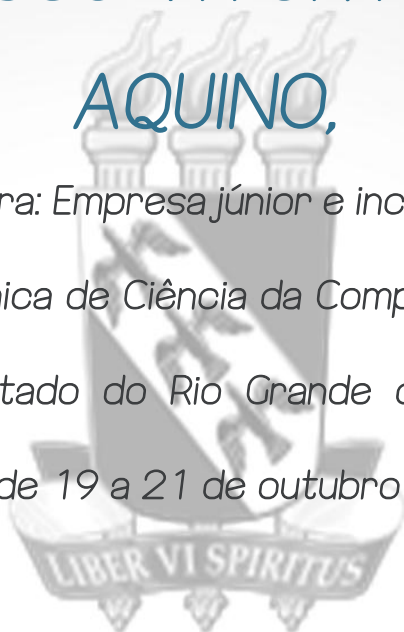 AQUINO,
ra: Empresa júnior e inc
nica de Ciência da Comp
tado do Rio Grande d
de 19 a 21 de outubro
LIBER VI SPIRITUS